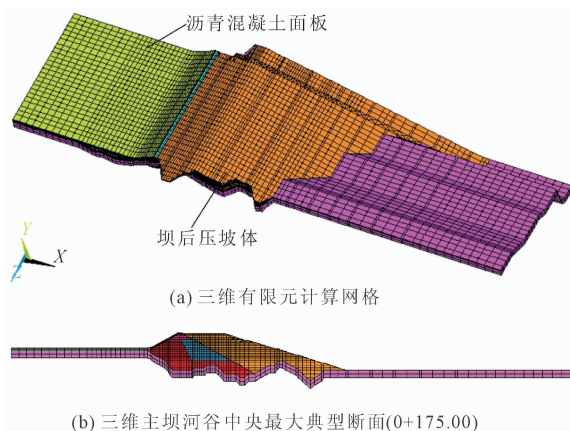 沥青混凝土面板
坝后压坡体
Y
Z
X
(a) 三维有限元计算网格
(b) 三维主坝河谷中央最大典型断面(0+175.00)